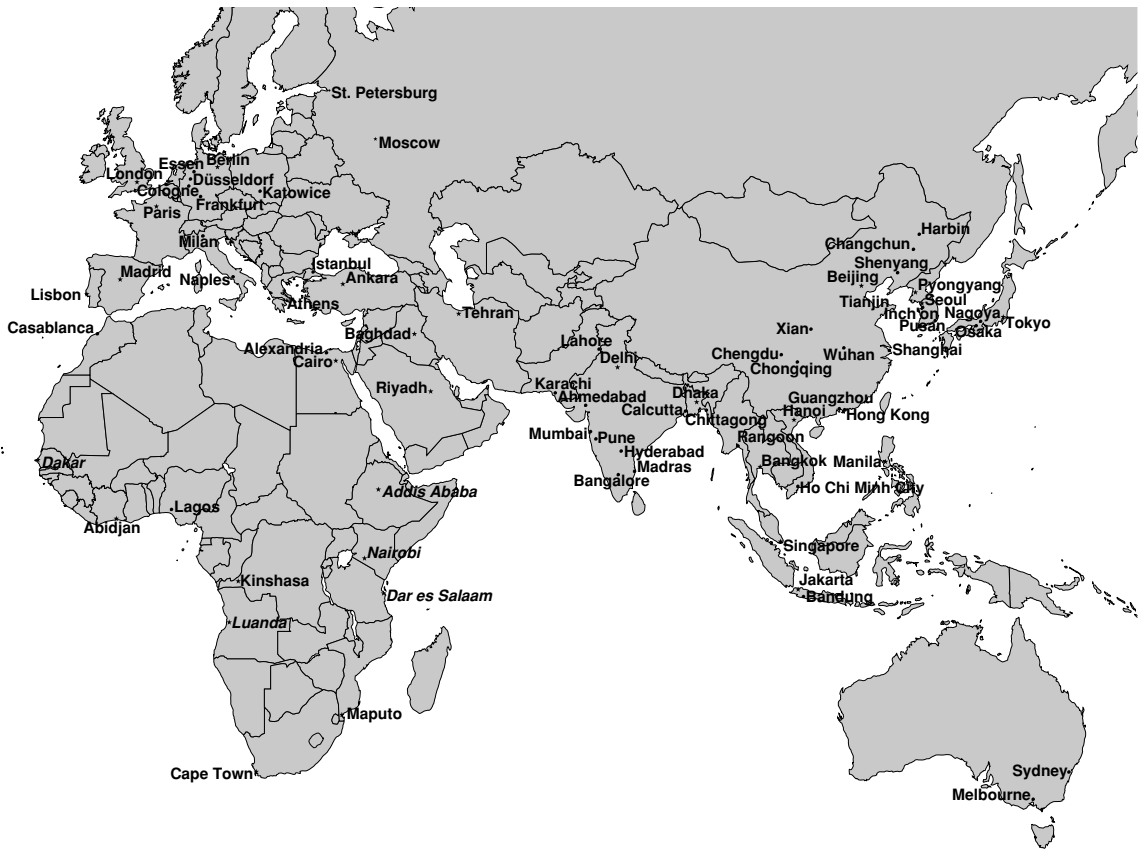 St. Petersburg
Moscow
Essen
Berlin
London
Düsseldorf
Cologne
Katowice
Frankfurt
Paris
Harbin
Milan
Changchun
Istanbul
Shenyang
Madrid
Ankara
Beijing
Naples
Pyongyang
Lisbon
Athens
Tianjin
Seoul
Tehran
Inchon
Nagoya
Tokyo
Casablanca
Pusan
Osaka
Xian
Baghdad
Lahore
Alexandria
Shanghai
Cairo
Delhi
Chengdu
Wuhan
Chongqing
Riyadh
Karachi
Dhaka
Ahmedabad
Guangzhou
Calcutta
Hanoi
Hong Kong
Chittagong
Mumbai
Pune
Rangoon
Hyderabad
Dakar
Bangkok
Manila
Madras
Bangalore
Addis Ababa
Ho Chi Minh City
Lagos
Abidjan
Singapore
Nairobi
Kinshasa
Jakarta
Dar es Salaam
Bandung
Luanda
Maputo
Cape Town
Sydney
Melbourne